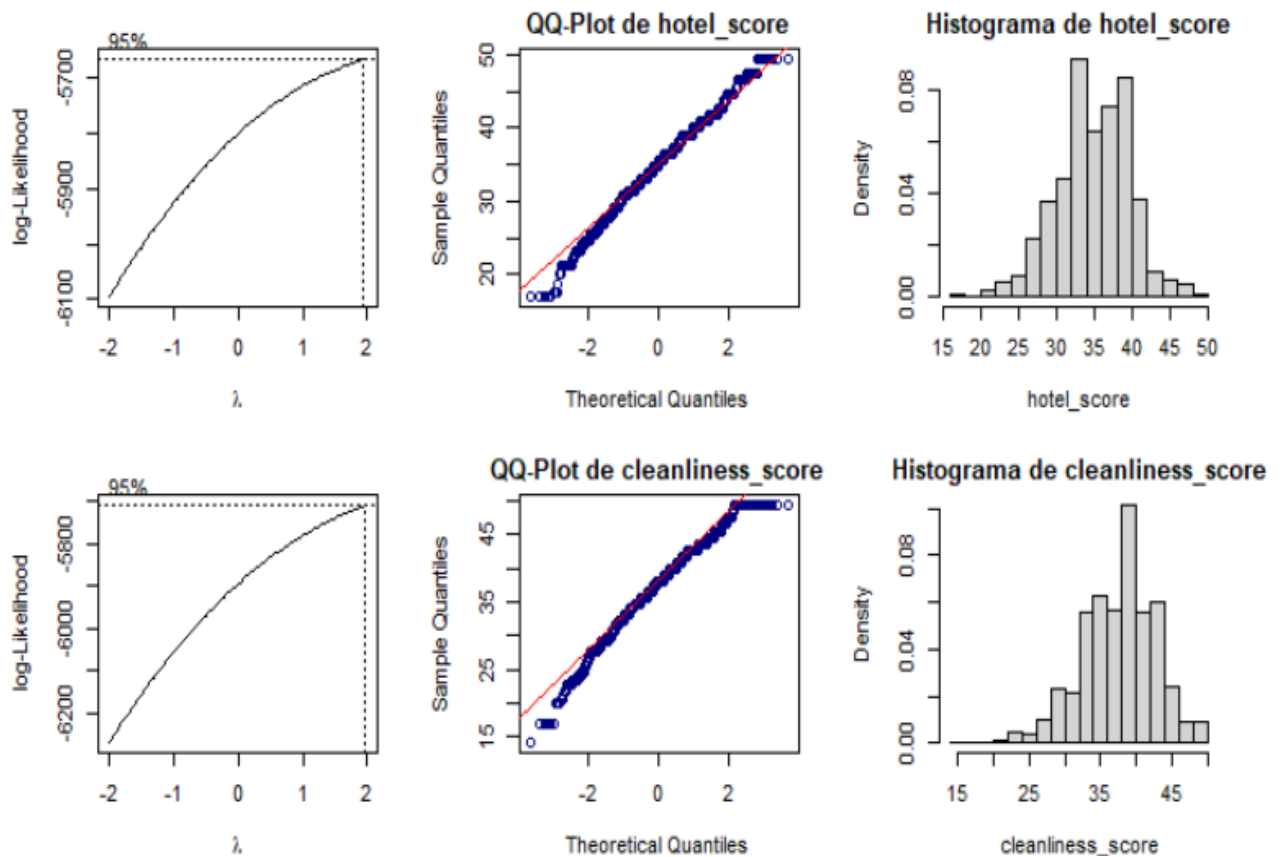 95%
log-Likelihood
-5700
-5900
-6100
-2 -1 0 1 2
λ
QQ-Plot de hotel_score
Sample Quantiles
50
40
30
20
-2 0 2
Theoretical Quantiles
Histograma de hotel_score
Density
0.08
0.04
0.00
15 20 25 30 35 40 45 50
hotel_score
95%
log-Likelihood
-5800
-6000
-6200
-2 -1 0 1 2
λ
QQ-Plot de cleanliness_score
Sample Quantiles
45
35
25
15
-2 0 2
Theoretical Quantiles
Histograma de cleanliness_score
Density
0.08
0.04
0.00
15 25 35 45
cleanliness_score